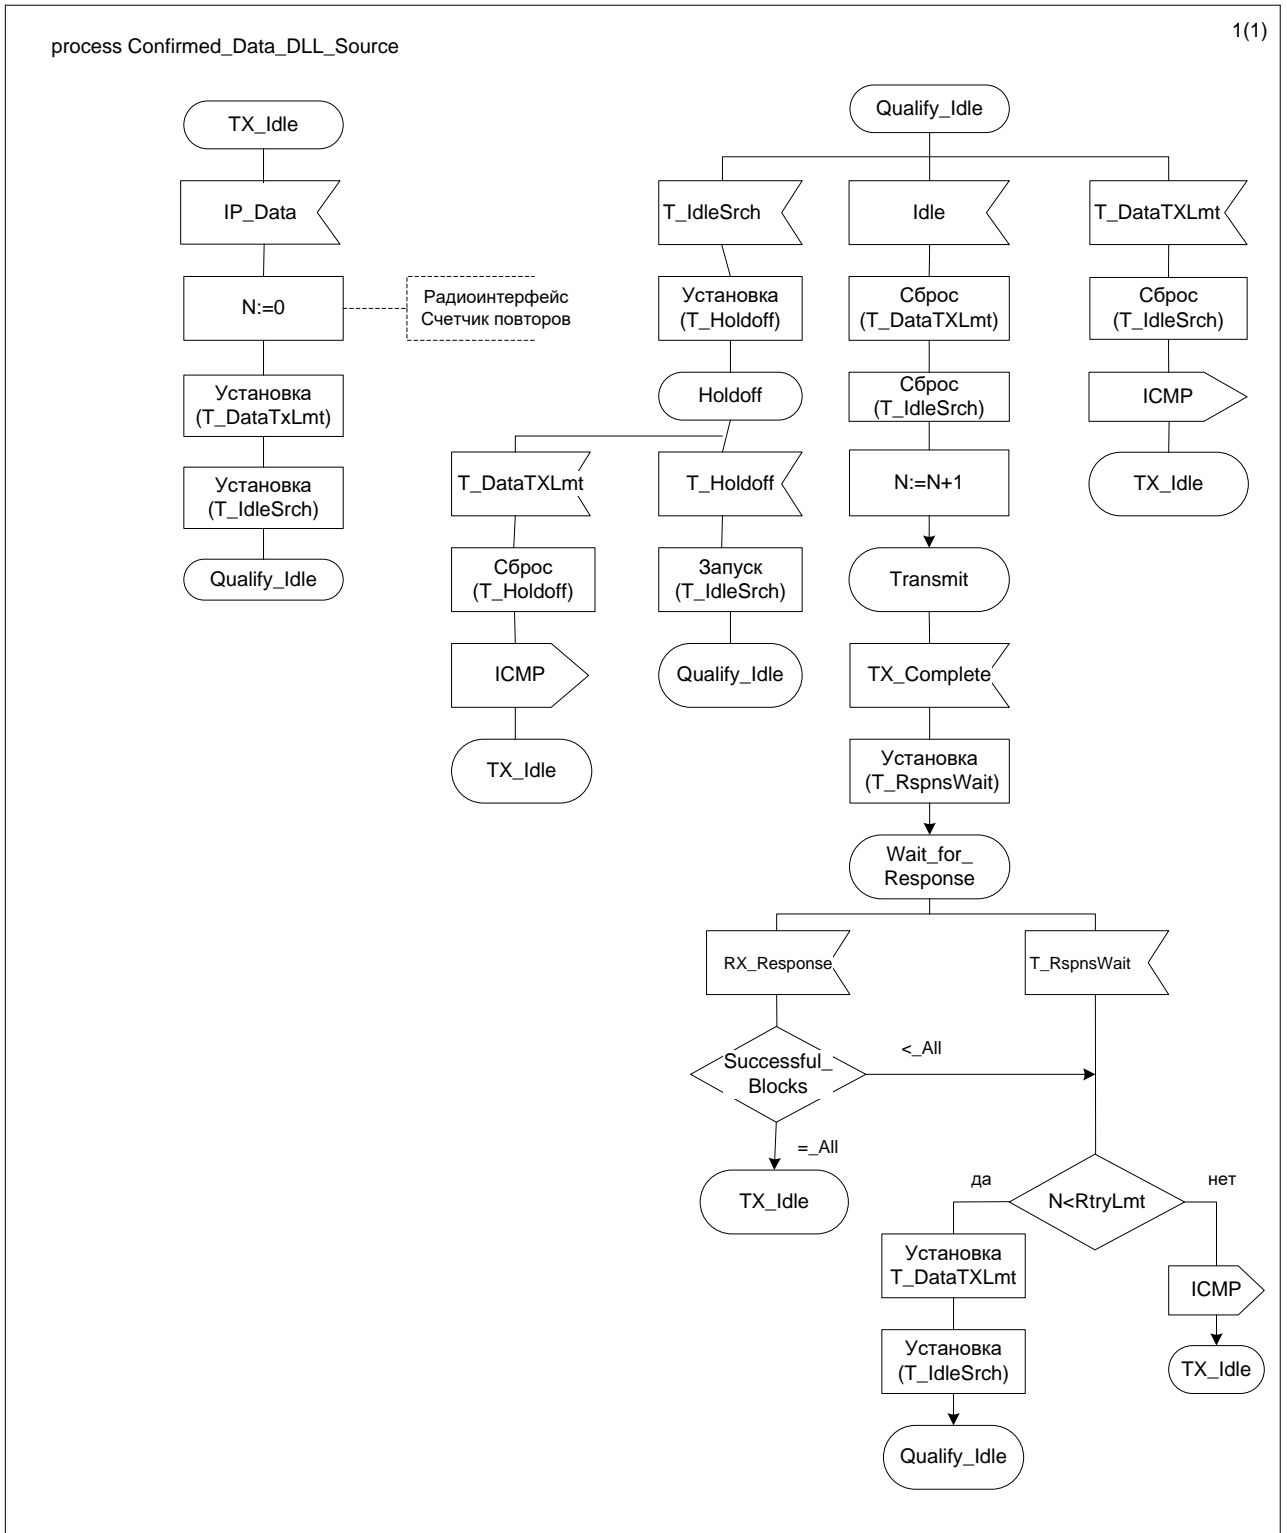 1(1)
process Confirmed_Data_DLL_Source
TX_Idle
IP_Data
N:=0
Радиоинтерфейс
Счетчик повторов
Установка
(T_DataTxLmt)
Установка
(T_IdleSrch)
Qualify_Idle
Qualify_Idle
T_IdleSrch
Idle
T_DataTXLmt
Установка
(T_Holdoff)
Сброс
(T_DataTXLmt)
Сброс
(T_IdleSrch)
Holdoff
Сброс
(T_IdleSrch)
ICMP
T_DataTXLmt
T_Holdoff
N:=N+1
TX_Idle
Сброс
(T_Holdoff)
Запуск
(T_IdleSrch)
Transmit
ICMP
Qualify_Idle
TX_Complete
TX_Idle
Установка
(T_RspnsWait)
Wait_for_
Response
RX_Response
T_RspnsWait
Successful_
Blocks
<_All
=_All
TX_Idle
N<RtryLmt
да
нет
Установка
T_DataTXLmt
ICMP
Установка
(T_IdleSrch)
TX_Idle
Qualify_Idle